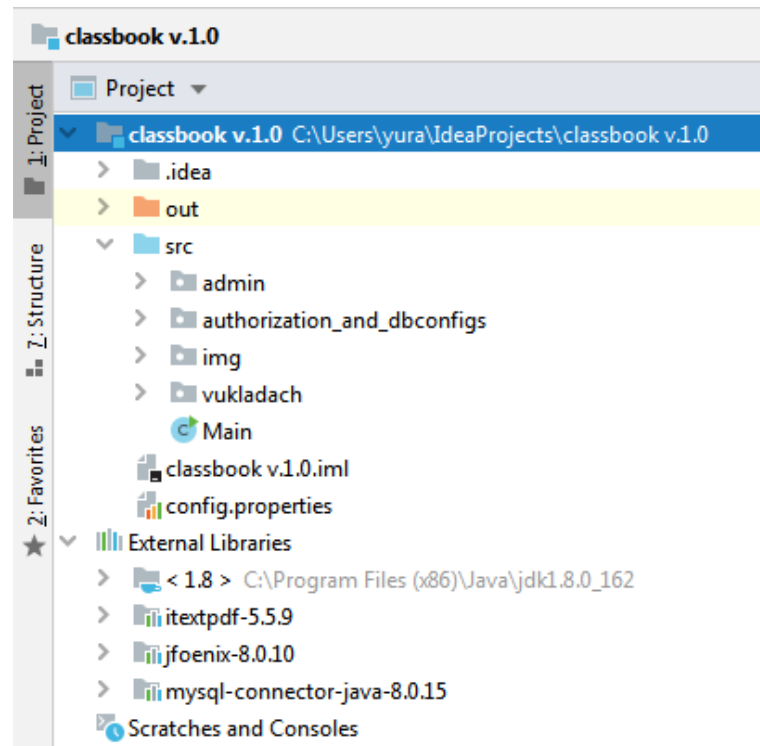 classbook v.1.0
Project
1: Project
classbook v.1.0 C:\Users\yura\IdeaProjects\classbook v.1.0
.idea
out
src
admin
authorization_and_dbconfigs
img
vukladach
C Main
classbook v.1.0.iml
config.properties
External Libraries
< 1.8 > C:\Program Files (x86)\Java\jdk1.8.0_162
itextpdf-5.5.9
jfoenix-8.0.10
mysql-connector-java-8.0.15
Scratches and Consoles
7: Structure
2: Favorites